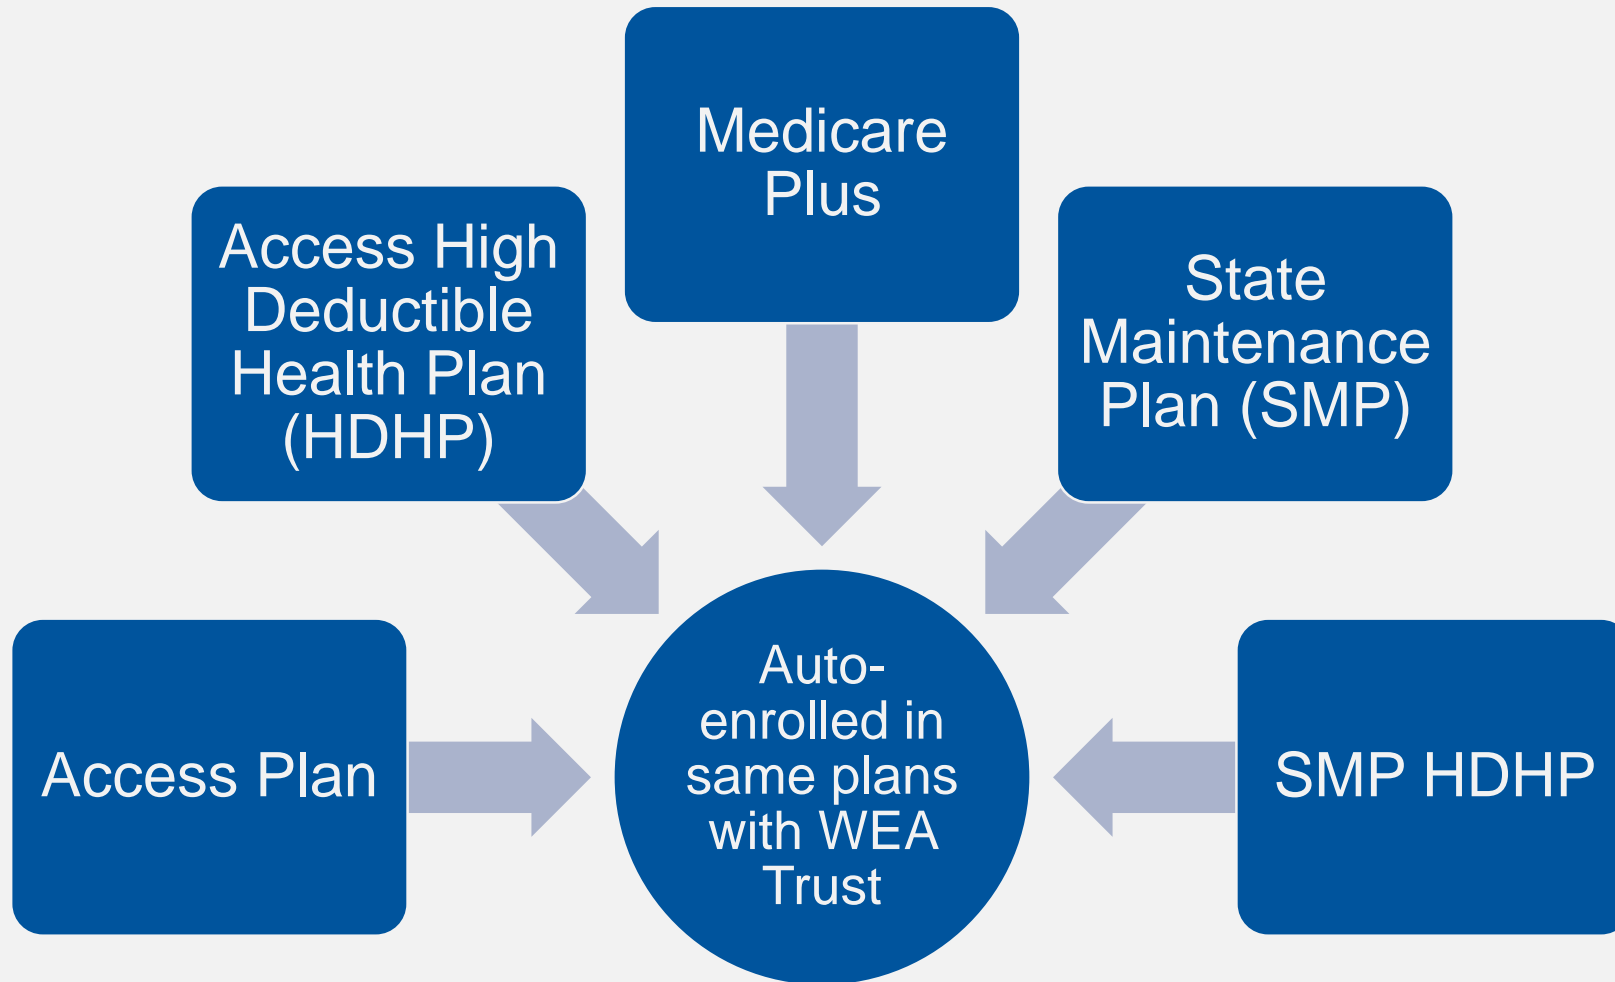 Medicare
Plus
Access High
Deductible
Health Plan
(HDHP)
State
Maintenance
Plan (SMP)
Access Plan
Auto-
enrolled in
same plans
with WEA
Trust
SMP HDHP